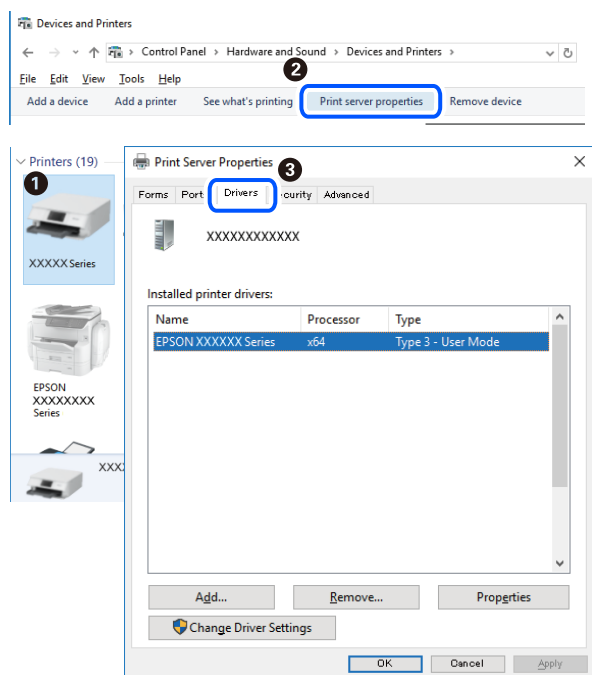 Devices and Printers
Control Panel > Hardware and Sound > Devices and Printers >
2
File Edit View Tools Help
Add a device Add a printer See what's printing Print server properties Remove device
Printers (19)
1
XXXXX Series
EPSON
XXXXXXXX
Series
XXX
Print Server Properties
3
Forms Port Drivers curity Advanced
XXXXXXXXXXXX
Installed printer drivers:
Name Processor Type
EPSON XXXXXX Series x64 Type 3 - User Mode
Add... Remove... Properties
Change Driver Settings
OK Cancel Apply